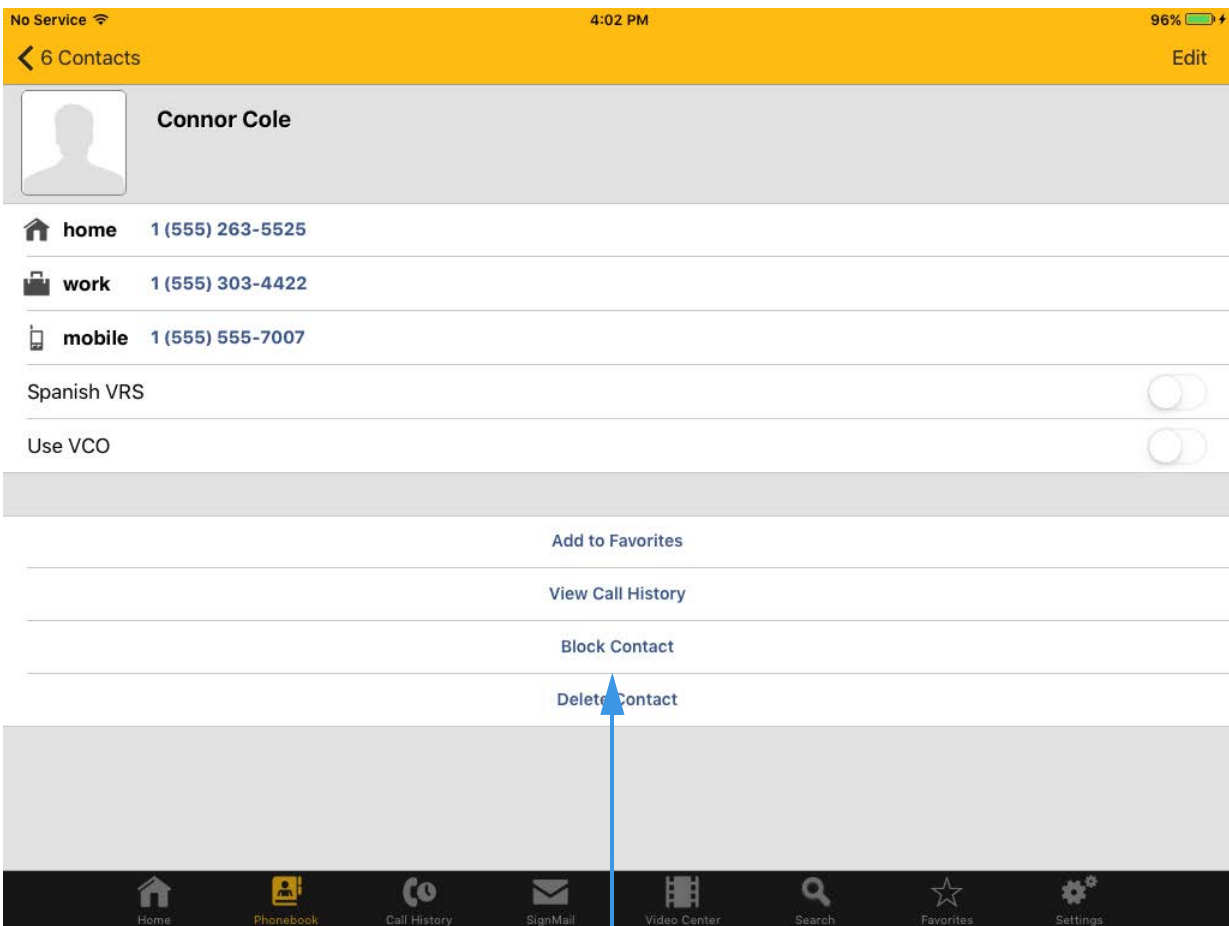 No Service 4:02 PM 96%
6 Contacts Edit
Connor Cole
home 1 (555) 263-5525
work 1 (555) 303-4422
mobile 1 (555) 555-7007
Spanish VRS
Use VCO
Add to Favorites
View Call History
Block Contact
Delete Contact
Home Phonebook Call History SignMail Video Center Search Favorites Settings